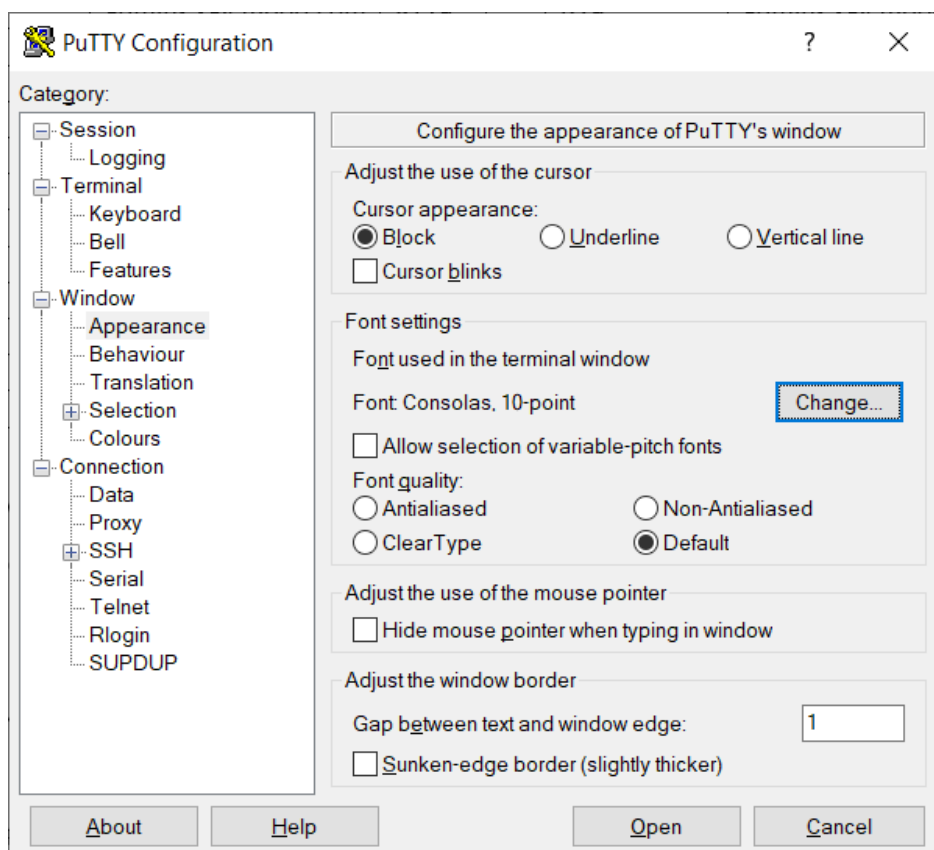 PuTTY Configuration
?
Category:
Session
Logging
Terminal
Keyboard
Bell
Features
Window
Appearance
Behaviour
Translation
Selection
Colours
Connection
Data
Proxy
SSH
Serial
Telnet
Rlogin
SUPDUP
Configure the appearance of PuTTY's window
Adjust the use of the cursor
Cursor appearance:
Block Underline Vertical line
Cursor blinks
Font settings
Font used in the terminal window
Font: Consolas, 10-point Change...
Allow selection of variable-pitch fonts
Font quality:
Antialiased Non-Antialiased
ClearType Default
Adjust the use of the mouse pointer
Hide mouse pointer when typing in window
Adjust the window border
Gap between text and window edge: 1
Sunken-edge border (slightly thicker)
About Help Open Cancel